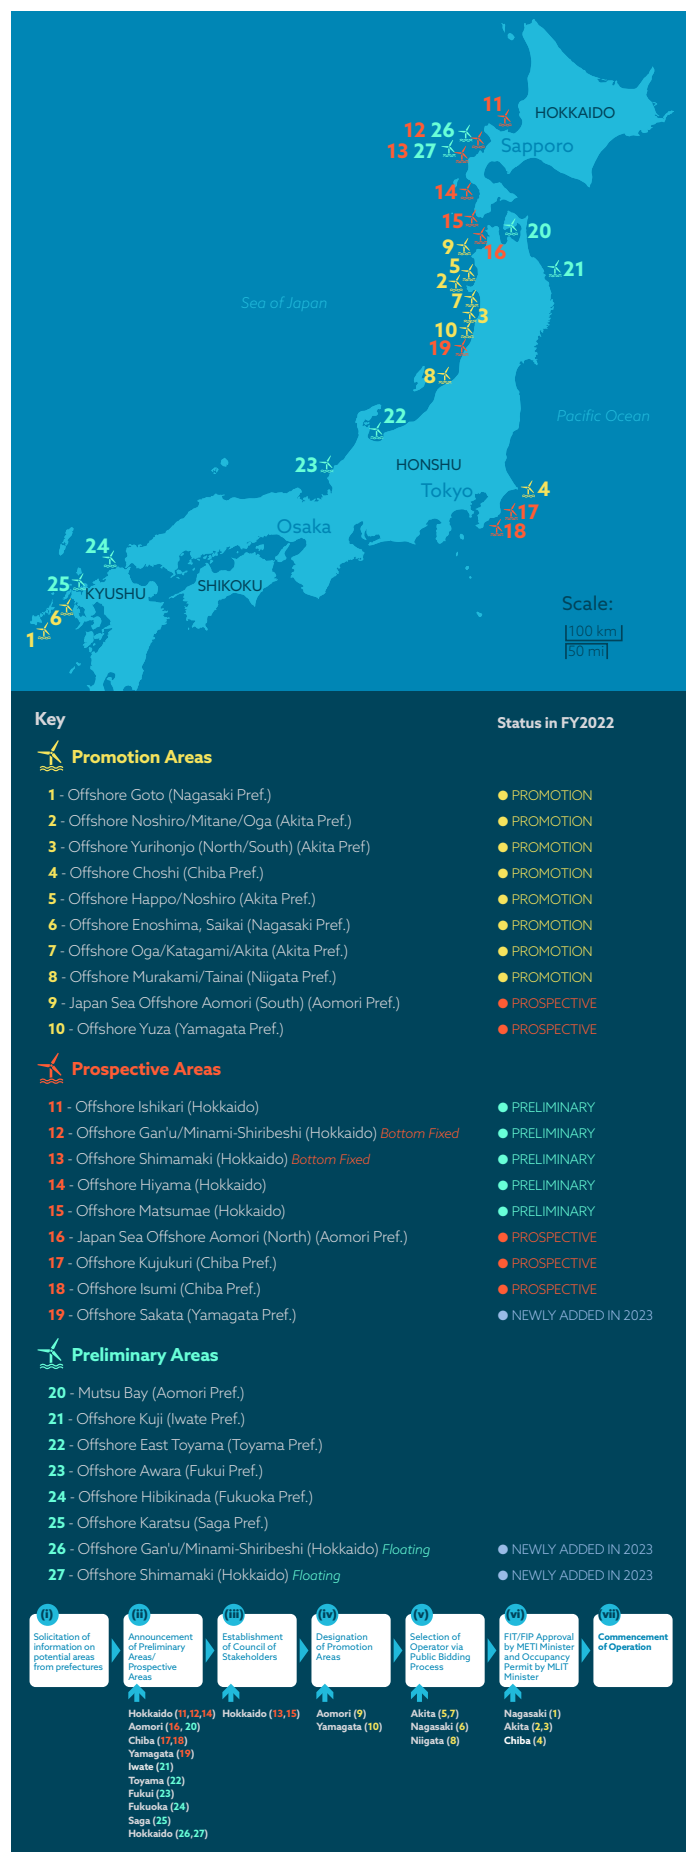 HOKKAIDO
Sapporo
11
12 26
13 27
14
15
16
20
9
21
5
2
7
3
10
19
8
Sea of Japan
Pacific Ocean
22
23
HONSHU
Tokyo
4
17
18
Osaka
24
25
KYUSHU
SHIKOKU
6
1
Scale:
100 km
50 mi
Key
Status in FY2022
Promotion Areas
1 - Offshore Goto (Nagasaki Pref.) PROMOTION
2 - Offshore Noshiro/Mitane/Oga (Akita Pref.) PROMOTION
3 - Offshore Yurihonjo (North/South) (Akita Pref) PROMOTION
4 - Offshore Choshi (Chiba Pref.) PROMOTION
5 - Offshore Happo/Noshiro (Akita Pref.) PROMOTION
6 - Offshore Enoshima, Saikai (Nagasaki Pref.) PROMOTION
7 - Offshore Oga/Katagami/Akita (Akita Pref.) PROMOTION
8 - Offshore Murakami/Tainai (Niigata Pref.) PROMOTION
9 - Japan Sea Offshore Aomori (South) (Aomori Pref.) PROSPECTIVE
10 - Offshore Yuza (Yamagata Pref.) PROSPECTIVE
Prospective Areas
11 - Offshore Ishikari (Hokkaido) PRELIMINARY
12 - Offshore Gan'u/Minami-Shiribeshi (Hokkaido) Bottom Fixed PRELIMINARY
13 - Offshore Shimamaki (Hokkaido) Bottom Fixed PRELIMINARY
14 - Offshore Hiyama (Hokkaido) PRELIMINARY
15 - Offshore Matsumae (Hokkaido) PRELIMINARY
16 - Japan Sea Offshore Aomori (North) (Aomori Pref.) PROSPECTIVE
17 - Offshore Kujukuri (Chiba Pref.) PROSPECTIVE
18 - Offshore Isumi (Chiba Pref.) PROSPECTIVE
19 - Offshore Sakata (Yamagata Pref.) NEWLY ADDED IN 2023
Preliminary Areas
20 - Mutsu Bay (Aomori Pref.)
21 - Offshore Kuji (Iwate Pref.)
22 - Offshore East Toyama (Toyama Pref.)
23 - Offshore Awara (Fukui Pref.)
24 - Offshore Hibikinada (Fukuoka Pref.)
25 - Offshore Karatsu (Saga Pref.)
26 - Offshore Gan'u/Minami-Shiribeshi (Hokkaido) Floating NEWLY ADDED IN 2023
27 - Offshore Shimamaki (Hokkaido) Floating NEWLY ADDED IN 2023
(i)
Solicitation of
information on
potential areas
from prefectures
(ii)
Announcement
of Preliminary
Areas/
Prospective
Areas
Hokkaido (11,12,14)
Aomori (16, 20)
Chiba (17,18)
Yamagata (19)
Iwate (21)
Toyama (22)
Fukui (23)
Fukuoka (24)
Saga (25)
Hokkaido (26,27)
(iii)
Establishment
of Council of
Stakeholders
Hokkaido (13,15)
(iv)
Designation
of Promotion
Areas
Aomori (9)
Yamagata (10)
(v)
Selection of
Operator via
Public Bidding
Process
Akita (5,7)
Nagasaki (6)
Niigata (8)
(vi)
FIT/FIP Approval
by METI Minister
and Occupancy
Permit by MLIT
Minister
Nagasaki (1)
Akita (2,3)
Chiba (4)
(vii)
Commencement
of Operation